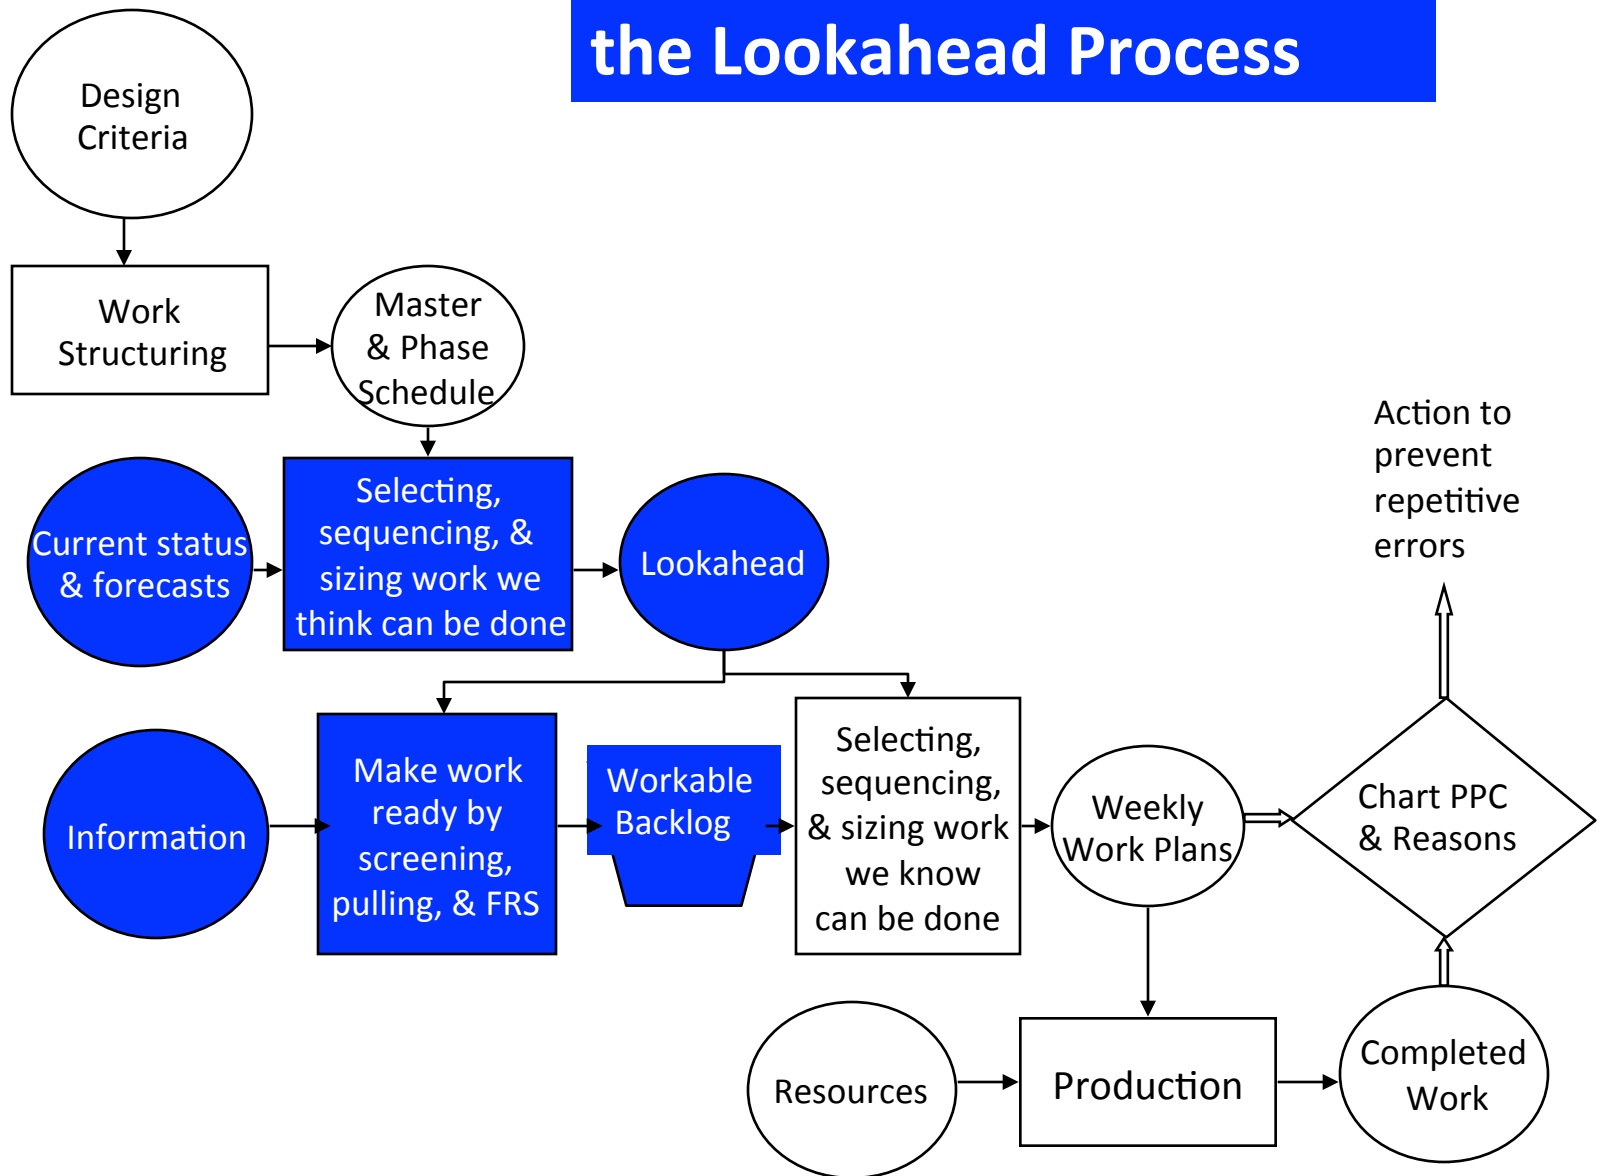 the Lookahead Process
Design
Criteria
Work
Structuring
Master
& Phase
Schedule
Current status
& forecasts
Selecting,
sequencing, &
sizing work we
think can be done
Lookahead
Action to
prevent
repetitive
errors
Information
Make work
ready by
screening,
pulling, & FRS
Workable
Backlog
Selecting,
sequencing,
& sizing work
we know
can be done
Weekly
Work Plans
Chart PPC
& Reasons
Resources
Production
Completed
Work